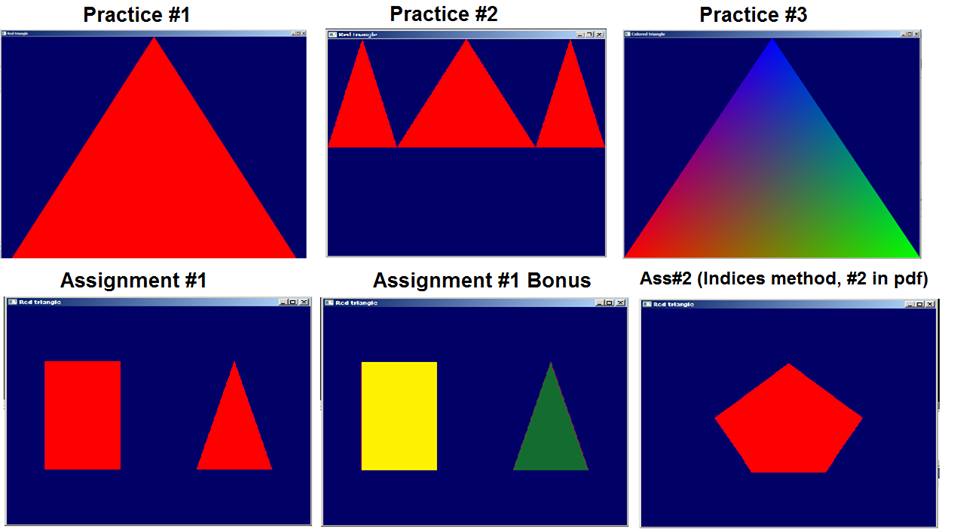 Practice #1
Practice #2
Practice #3
Red triangle
Red triangle
Colored triangle
Assignment #1
Assignment #1 Bonus
Ass#2 (Indices method, #2 in pdf)
Red triangle
Red triangle
Red triangle